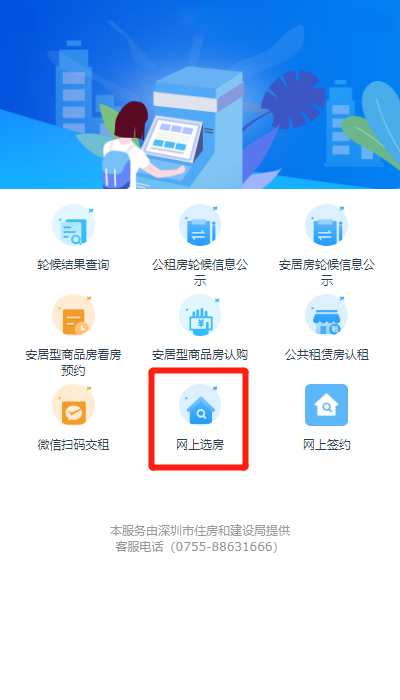 轮候结果查询
公租房轮候信息公
示
安居房轮候信息公
示
安居型商品房看房
预约
安居型商品房认购
公共租赁房认租
微信扫码交租
网上选房
网上签约
本服务由深圳市住房和建设局提供
客服电话（0755-88631666）